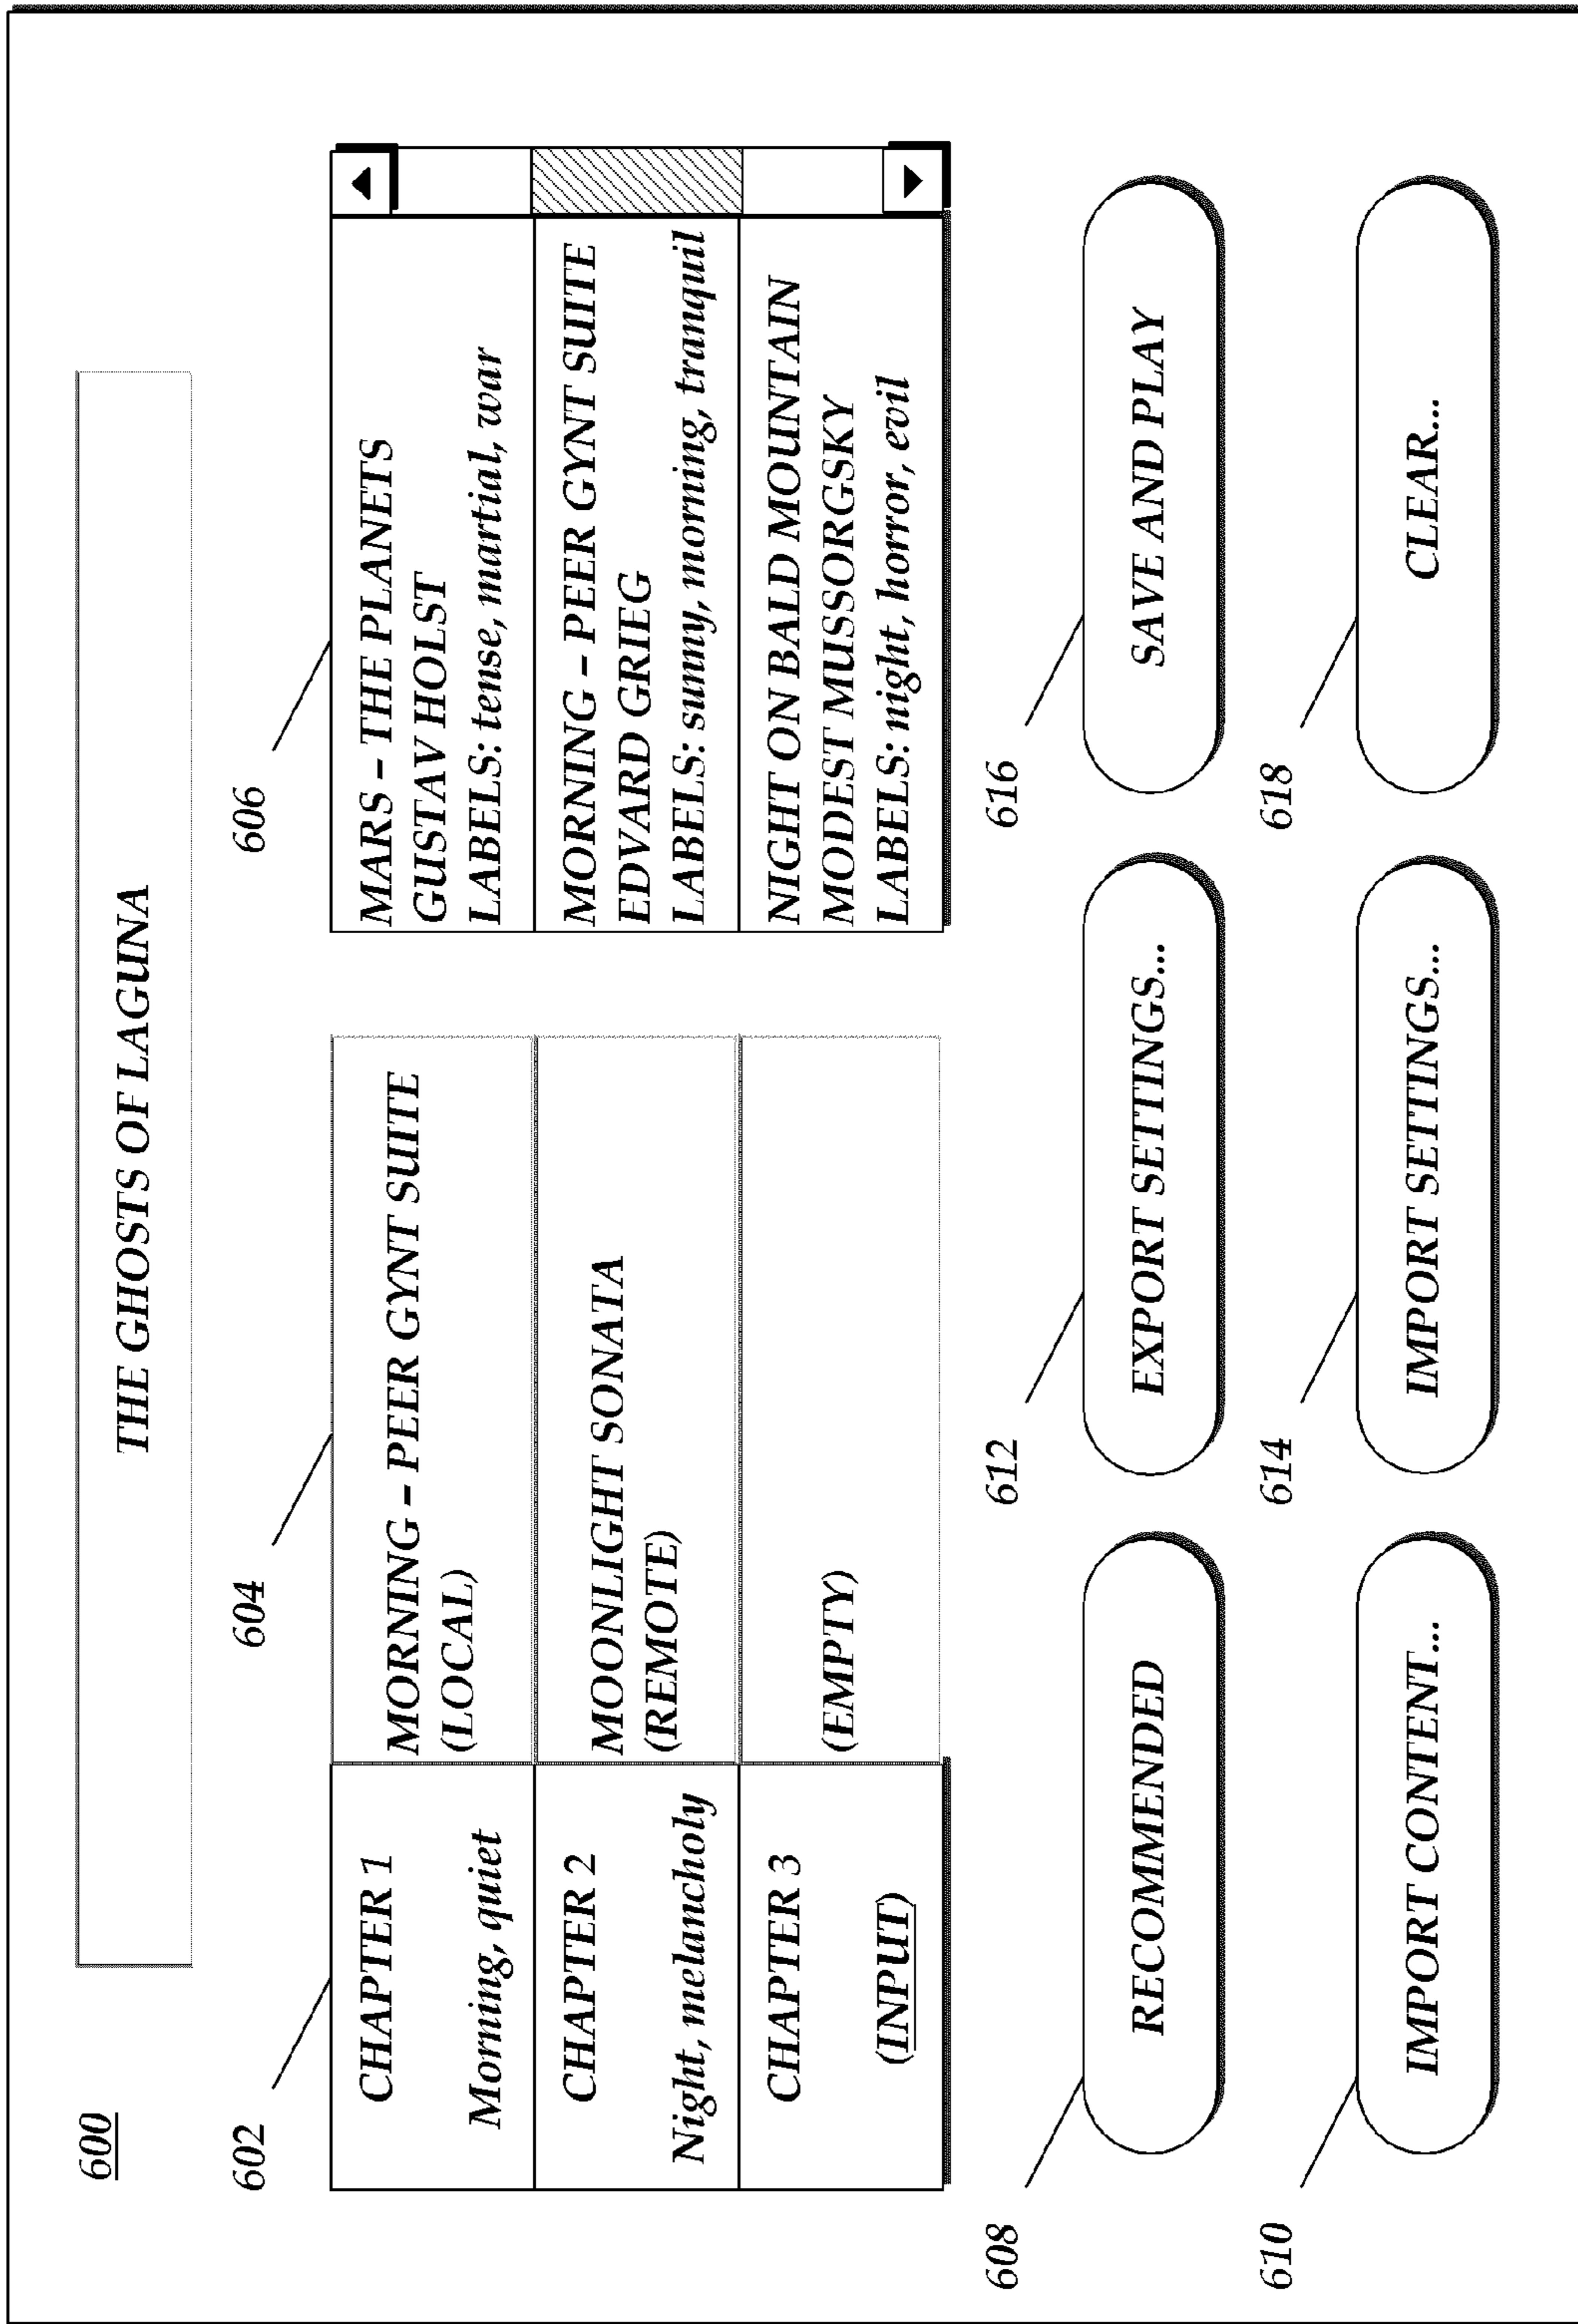 600
THE GHOSTS OF LAGUNA
602
604
606
CHAPTER 1
Morning, quiet
MORNING – PEER GYNT SUITE
(LOCAL)
MARS – THE PLANETS
GUSTAV HOLST
LABELS: tense, martial, war
CHAPTER 2
Night, melancholy
MOONLIGHT SONATA
(REMOTE)
MORNING – PEER GYNT SUITE
EDVARD GRIEG
LABELS: sunny, morning, tranquil
CHAPTER 3
(INPUT)
(EMPTY)
NIGHT ON BALD MOUNTAIN
MODEST MUSSORGSKY
LABELS: night, horror, evil
608
612
616
RECOMMENDED
EXPORT SETTINGS...
SAVE AND PLAY
610
614
618
IMPORT CONTENT...
IMPORT SETTINGS...
CLEAR...